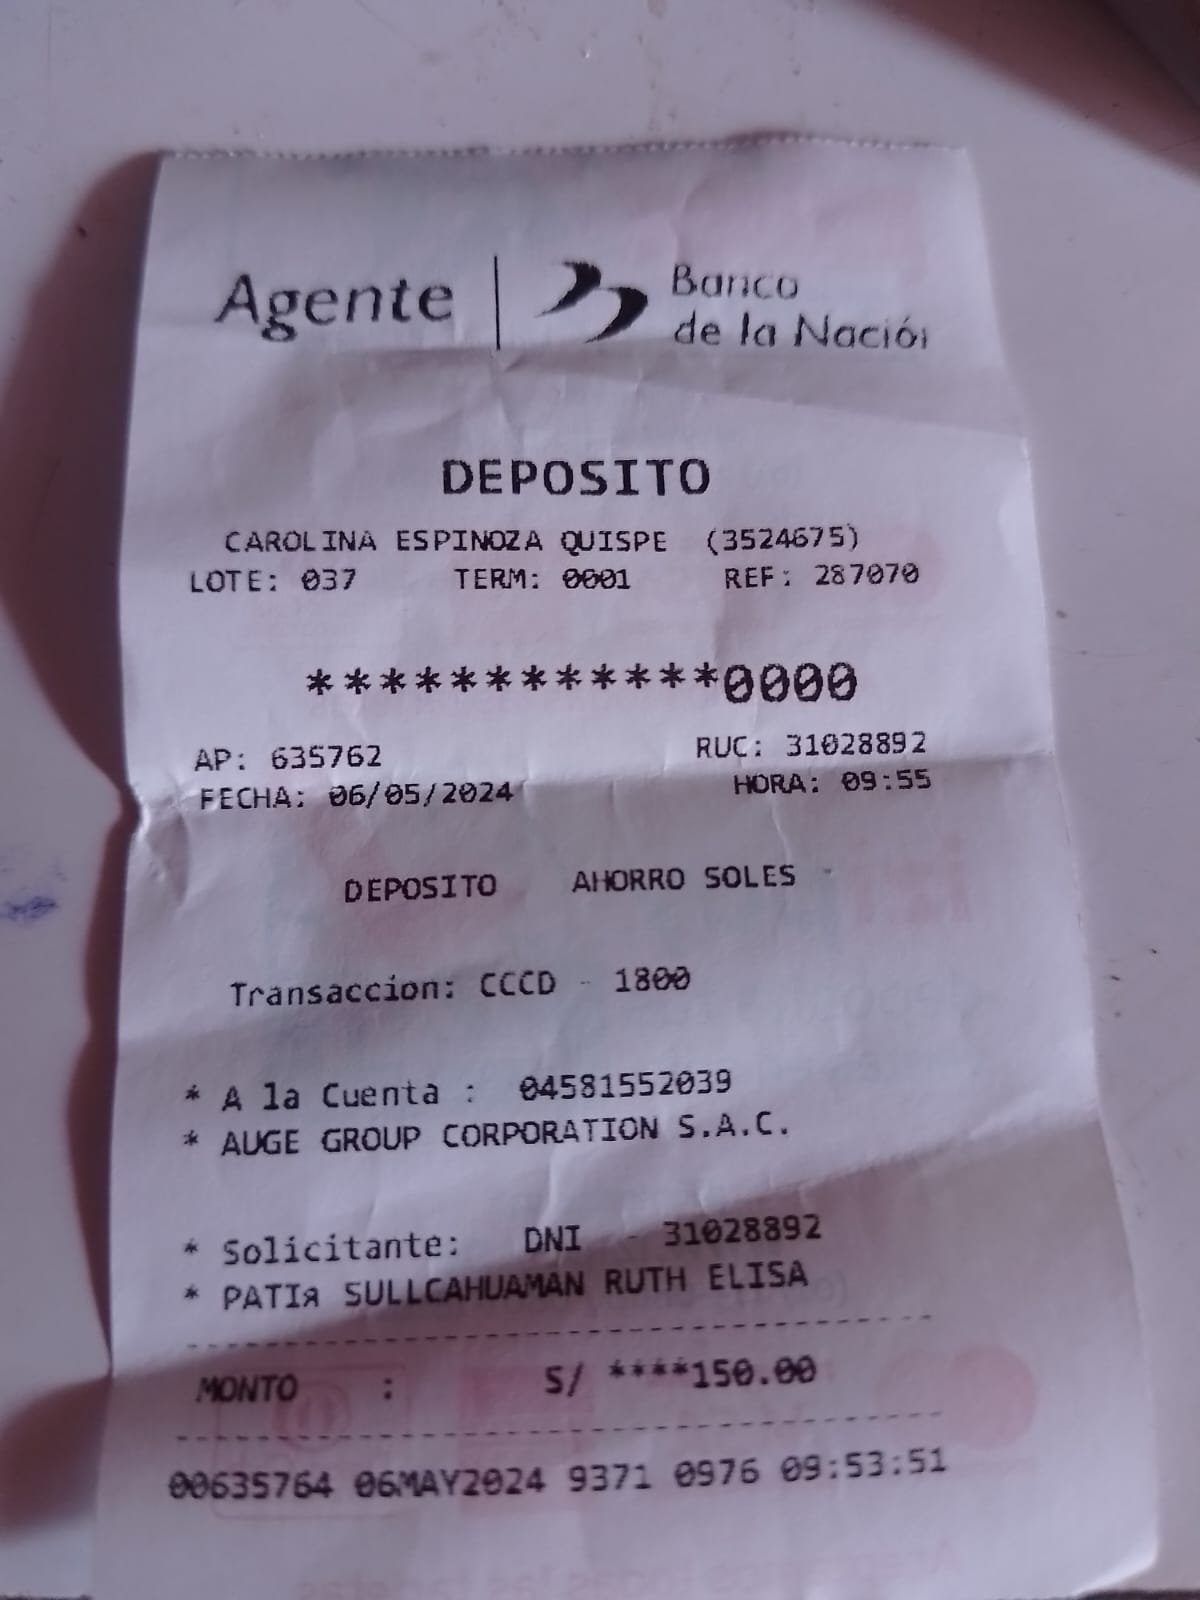 Agente | Banco
de la Nación
DEPOSITO
CAROLINA ESPINOZA QUISPE (3524675)
LOTE: 037 TERM: 0001 REF: 287070
************0000
AP: 635762 RUC: 31028892
FECHA: 06/05/2024 HORA: 09:55
DEPOSITO AHORRO SOLES -
Transaccion: CCCD - 1800
* A la Cuenta : 04581552039
* AUGE GROUP CORPORATION S.A.C.
* Solicitante: DNI - 31028892
* PATIЯ SULLCAHUAMAN RUTH ELISA
MONTO : S/ ****150.00
00635764 06MAY2024 9371 0976 09:53:51